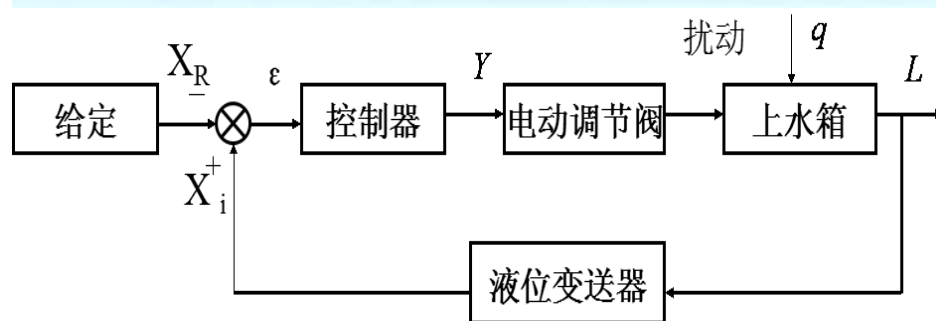 扰动 q
X_R
−
ε
Y
L
给定
控制器
电动调节阀
上水箱
X_i
+
液位变送器